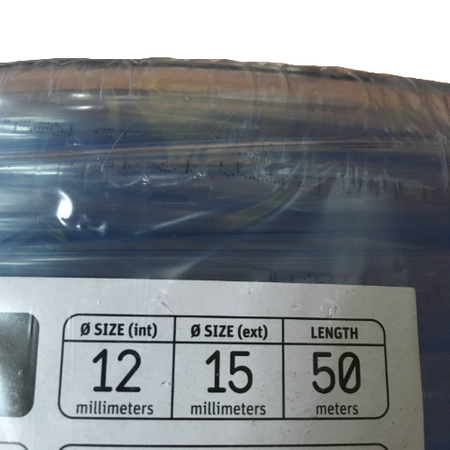 Ø SIZE (int) Ø SIZE (ext) LENGTH
12 15 50
millimeters millimeters meters